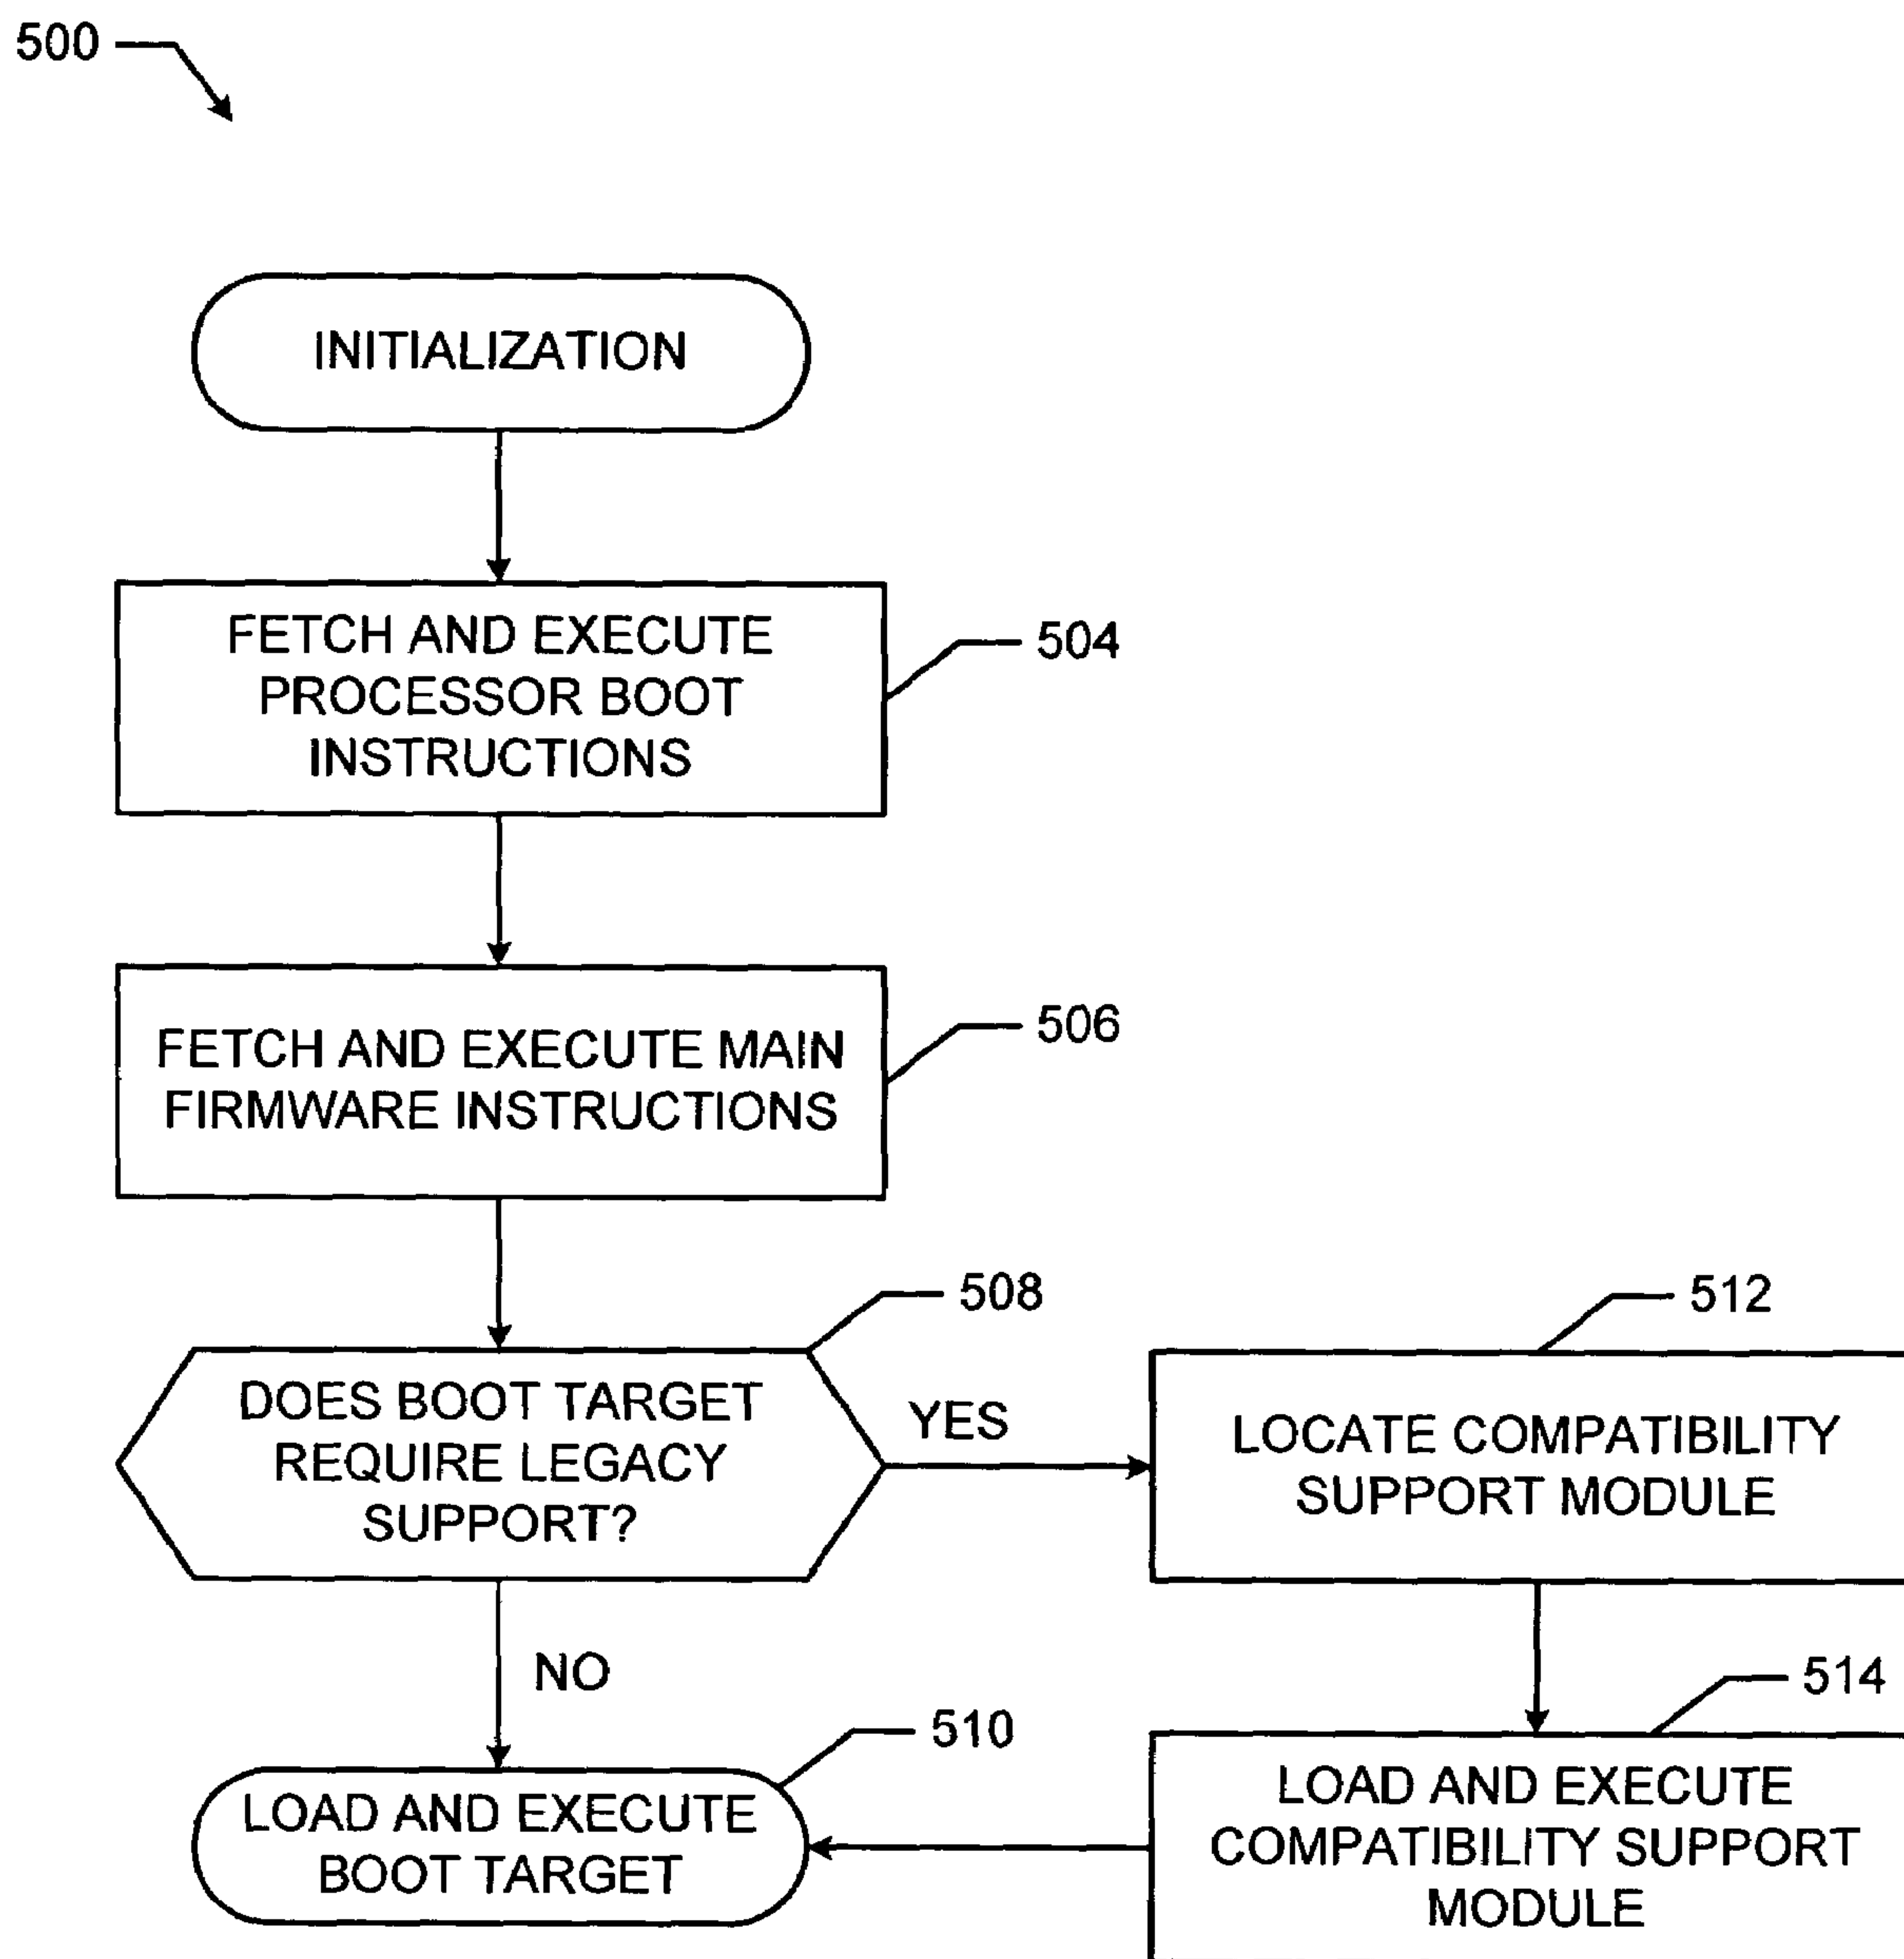 500
INITIALIZATION
FETCH AND EXECUTE
PROCESSOR BOOT
INSTRUCTIONS
504
FETCH AND EXECUTE MAIN
FIRMWARE INSTRUCTIONS
506
DOES BOOT TARGET
REQUIRE LEGACY
SUPPORT?
508
YES
NO
512
LOCATE COMPATIBILITY
SUPPORT MODULE
514
LOAD AND EXECUTE
COMPATIBILITY SUPPORT
MODULE
510
LOAD AND EXECUTE
BOOT TARGET